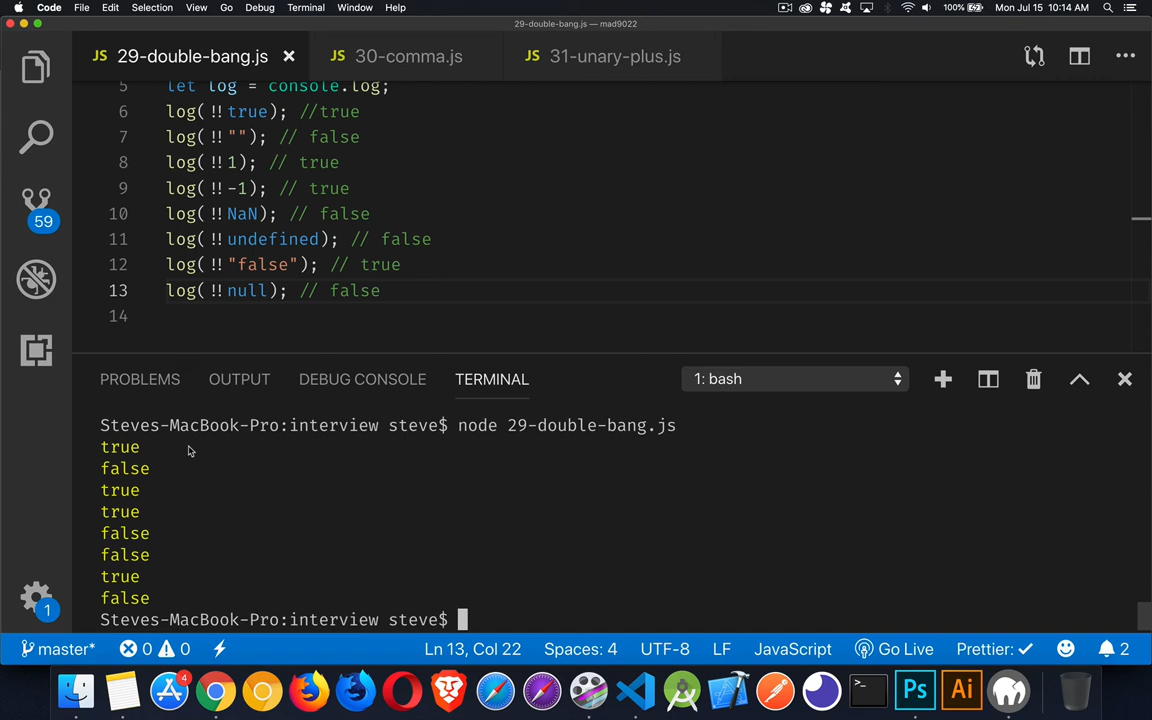 Code File Edit Selection View Go Debug Terminal Window Help 100% Mon Jul 15 10:14 AM
29-double-bang.js — mad9022
JS 29-double-bang.js JS 30-comma.js JS 31-unary-plus.js
5 let log = console.log;
6 log(!!true); //true
7 log(!!""); // false
8 log(!!1); // true
9 log(!!-1); // true
10 log(!!NaN); // false
11 log(!!undefined); // false
12 log(!!"false"); // true
13 log(!!null); // false
14
59
PROBLEMS OUTPUT DEBUG CONSOLE TERMINAL 1: bash
Steves-MacBook-Pro:interview steve$ node 29-double-bang.js
true
false
true
true
false
false
true
false
Steves-MacBook-Pro:interview steve$
1
master* 0 0 Ln 13, Col 22 Spaces: 4 UTF-8 LF JavaScript Go Live Prettier: ✓ 2
4 >_ Ps Ai